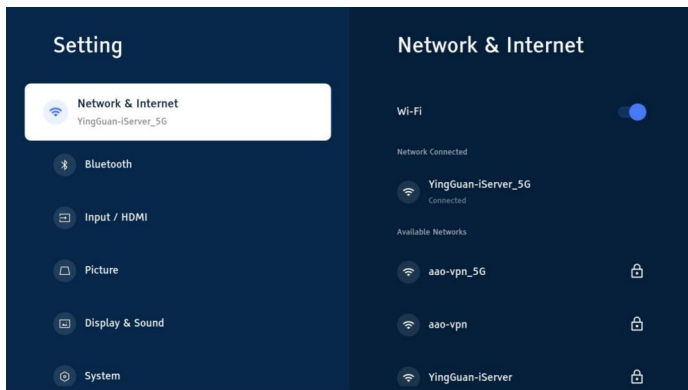 Setting
Network & Internet
YingGuan-iServer_5G
Bluetooth
Input / HDMI
Picture
Display & Sound
System
Network & Internet
Wi-Fi
Network Connected
YingGuan-iServer_5G
Connected
Available Networks
aao-vpn_5G
aao-vpn
YingGuan-iServer